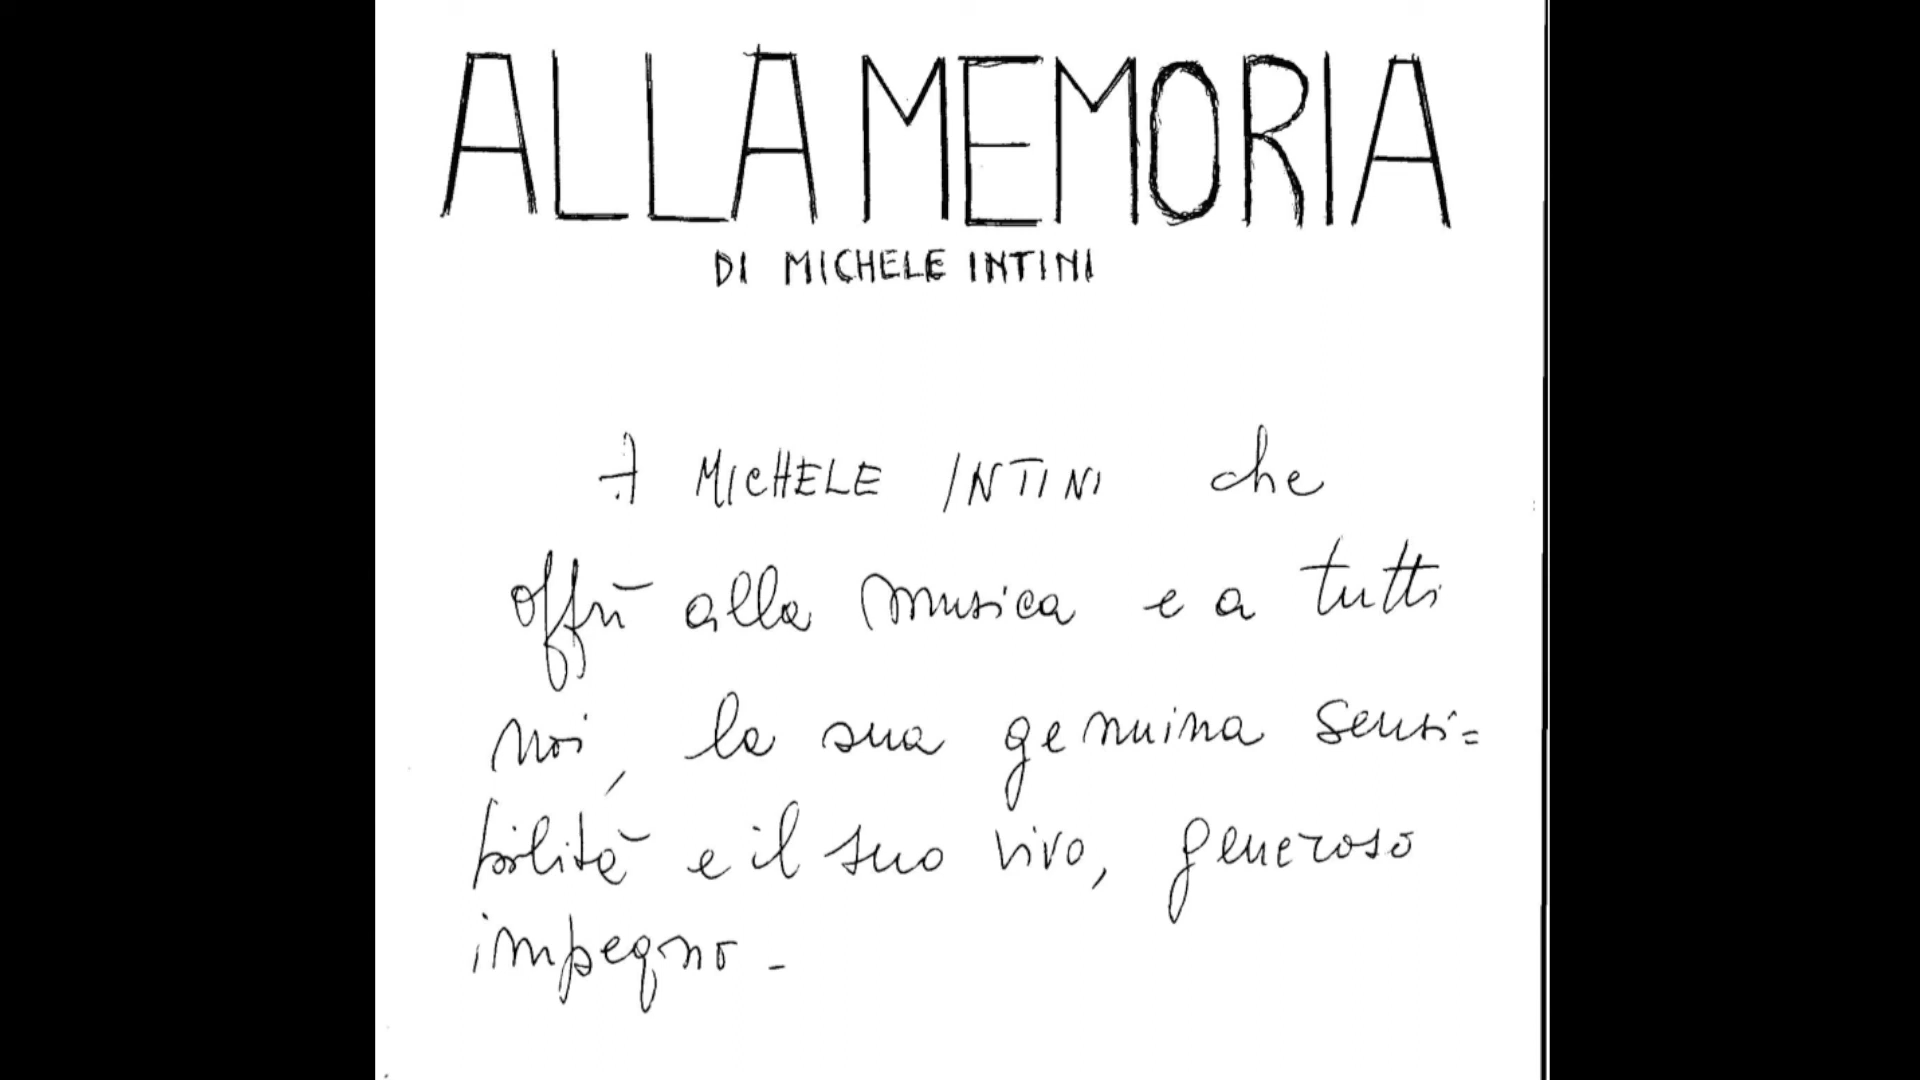 ALLA MEMORIA
DI MICHELE INTINI
A MICHELE INTINI che
offrì alla musica e a tutti
noi, la sua genuina sensi=
bilità e il suo vivo, generoso
impegno.